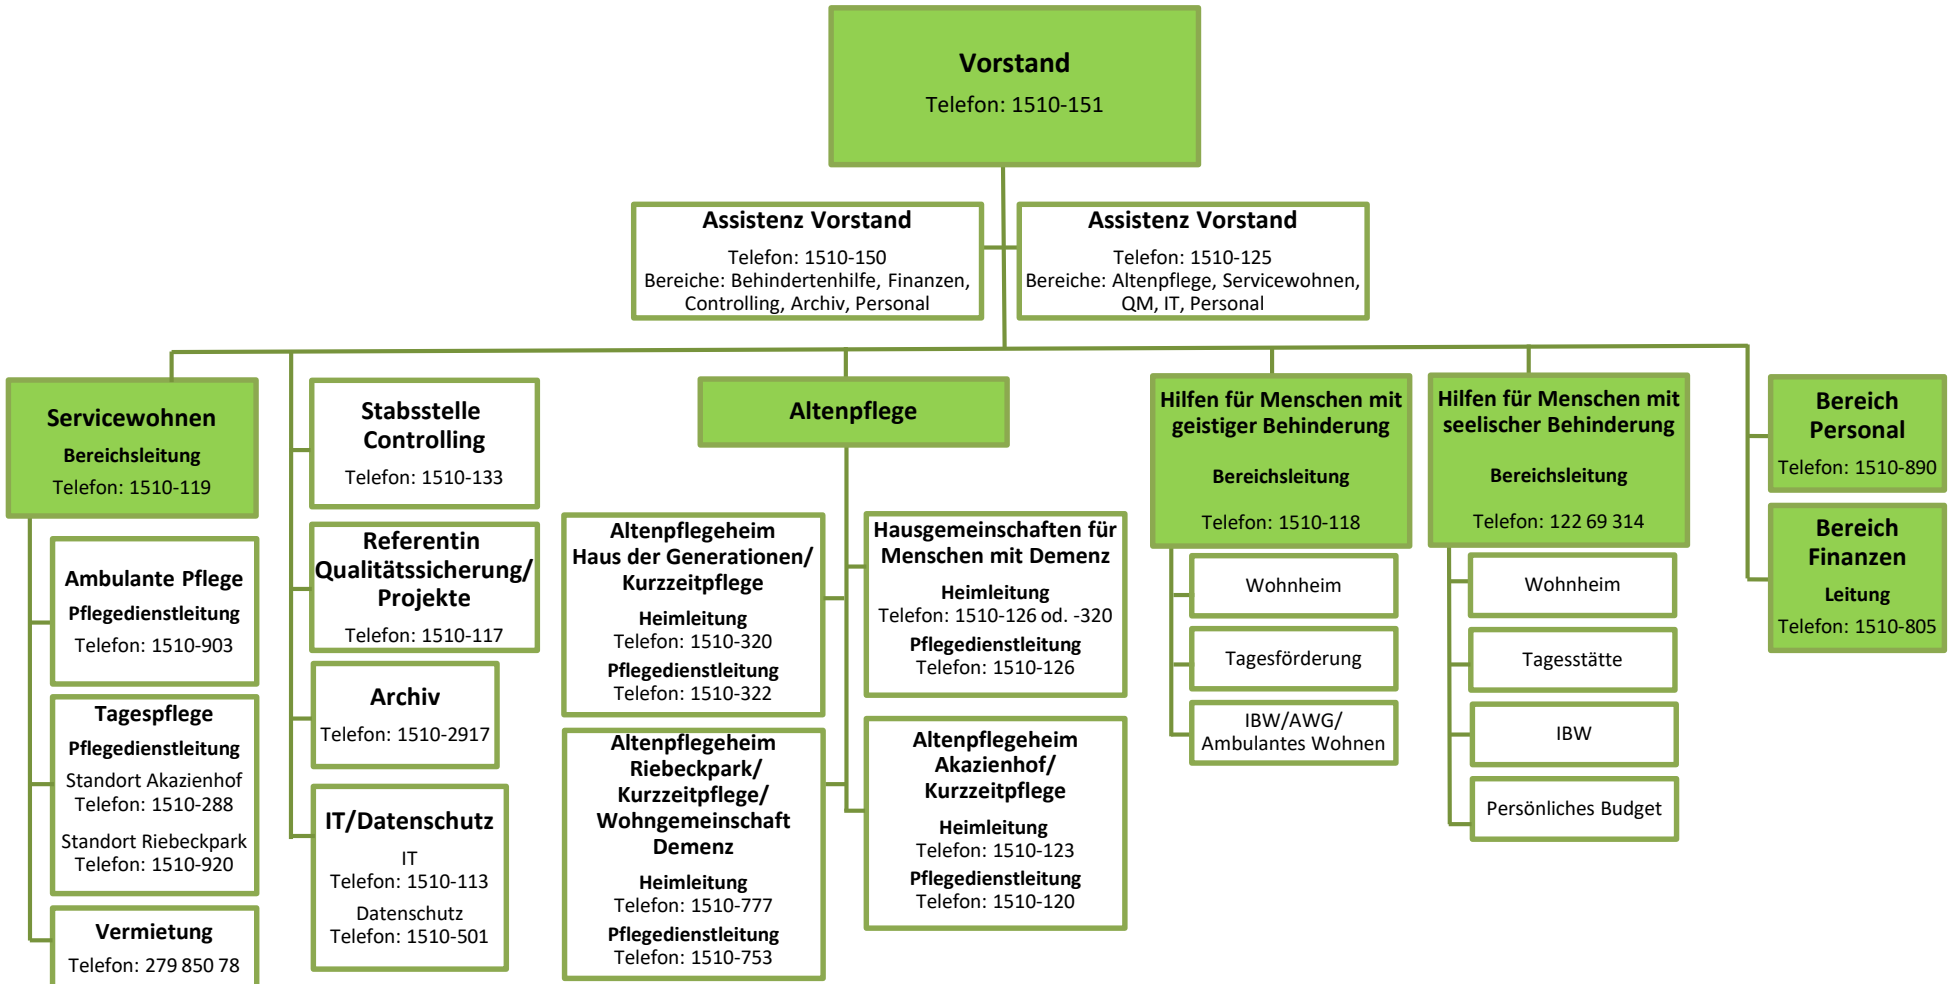 Vorstand
Telefon: 1510-151
Assistenz Vorstand
Telefon: 1510-150
Bereiche: Behindertenhilfe, Finanzen,
Controlling, Archiv, Personal
Assistenz Vorstand
Telefon: 1510-125
Bereiche: Altenpflege, Servicewohnen,
QM, IT, Personal
Servicewohnen
Bereichsleitung
Telefon: 1510-119
Ambulante Pflege
Pflegedienstleitung
Telefon: 1510-903
Tagespflege
Pflegedienstleitung
Standort Akazienhof
Telefon: 1510-288
Standort Riebeckpark
Telefon: 1510-920
Vermietung
Telefon: 279 850 78
Stabsstelle
Controlling
Telefon: 1510-133
Referentin
Qualitätssicherung/
Projekte
Telefon: 1510-117
Archiv
Telefon: 1510-2917
IT/Datenschutz
IT
Telefon: 1510-113
Datenschutz
Telefon: 1510-501
Altenpflege
Altenpflegeheim
Haus der Generationen/
Kurzzeitpflege
Heimleitung
Telefon: 1510-320
Pflegedienstleitung
Telefon: 1510-322
Hausgemeinschaften für
Menschen mit Demenz
Heimleitung
Telefon: 1510-126 od. -320
Pflegedienstleitung
Telefon: 1510-126
Altenpflegeheim
Riebeckpark/
Kurzzeitpflege/
Wohngemeinschaft
Demenz
Heimleitung
Telefon: 1510-777
Pflegedienstleitung
Telefon: 1510-753
Altenpflegeheim
Akazienhof/
Kurzzeitpflege
Heimleitung
Telefon: 1510-123
Pflegedienstleitung
Telefon: 1510-120
Hilfen für Menschen mit
geistiger Behinderung
Bereichsleitung
Telefon: 1510-118
Wohnheim
Tagesförderung
IBW/AWG/
Ambulantes Wohnen
Hilfen für Menschen mit
seelischer Behinderung
Bereichsleitung
Telefon: 122 69 314
Wohnheim
Tagesstätte
IBW
Persönliches Budget
Bereich
Personal
Telefon: 1510-890
Bereich
Finanzen
Leitung
Telefon: 1510-805